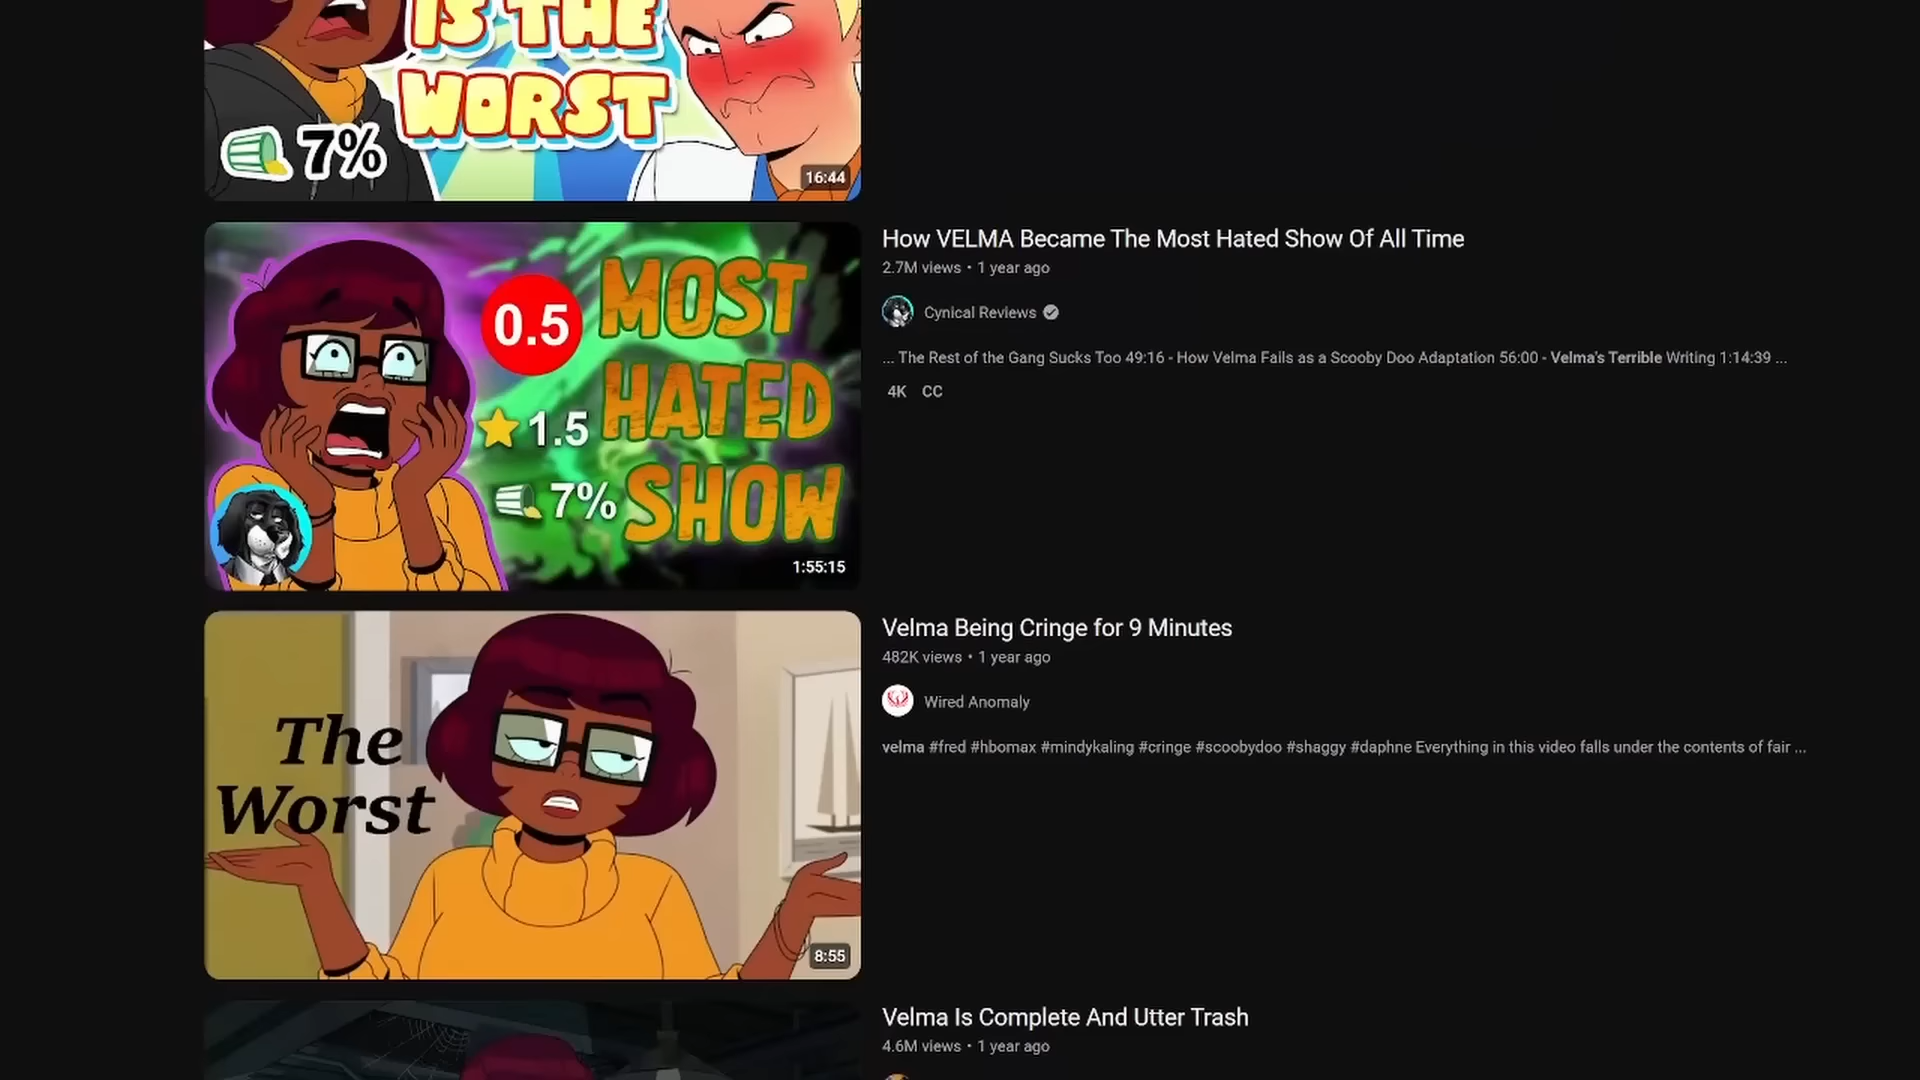 IS THE
WORST
7%
16:44
How VELMA Became The Most Hated Show Of All Time
2.7M views • 1 year ago
Cynical Reviews
... The Rest of the Gang Sucks Too 49:16 - How Velma Fails as a Scooby Doo Adaptation 56:00 - Velma's Terrible Writing 1:14:39 ...
4K CC
MOST
0.5
HATED
1.5
SHOW
7%
1:55:15
Velma Being Cringe for 9 Minutes
482K views • 1 year ago
Wired Anomaly
velma #fred #hbomax #mindykaling #cringe #scoobydoo #shaggy #daphne Everything in this video falls under the contents of fair ...
The
Worst
8:55
Velma Is Complete And Utter Trash
4.6M views • 1 year ago